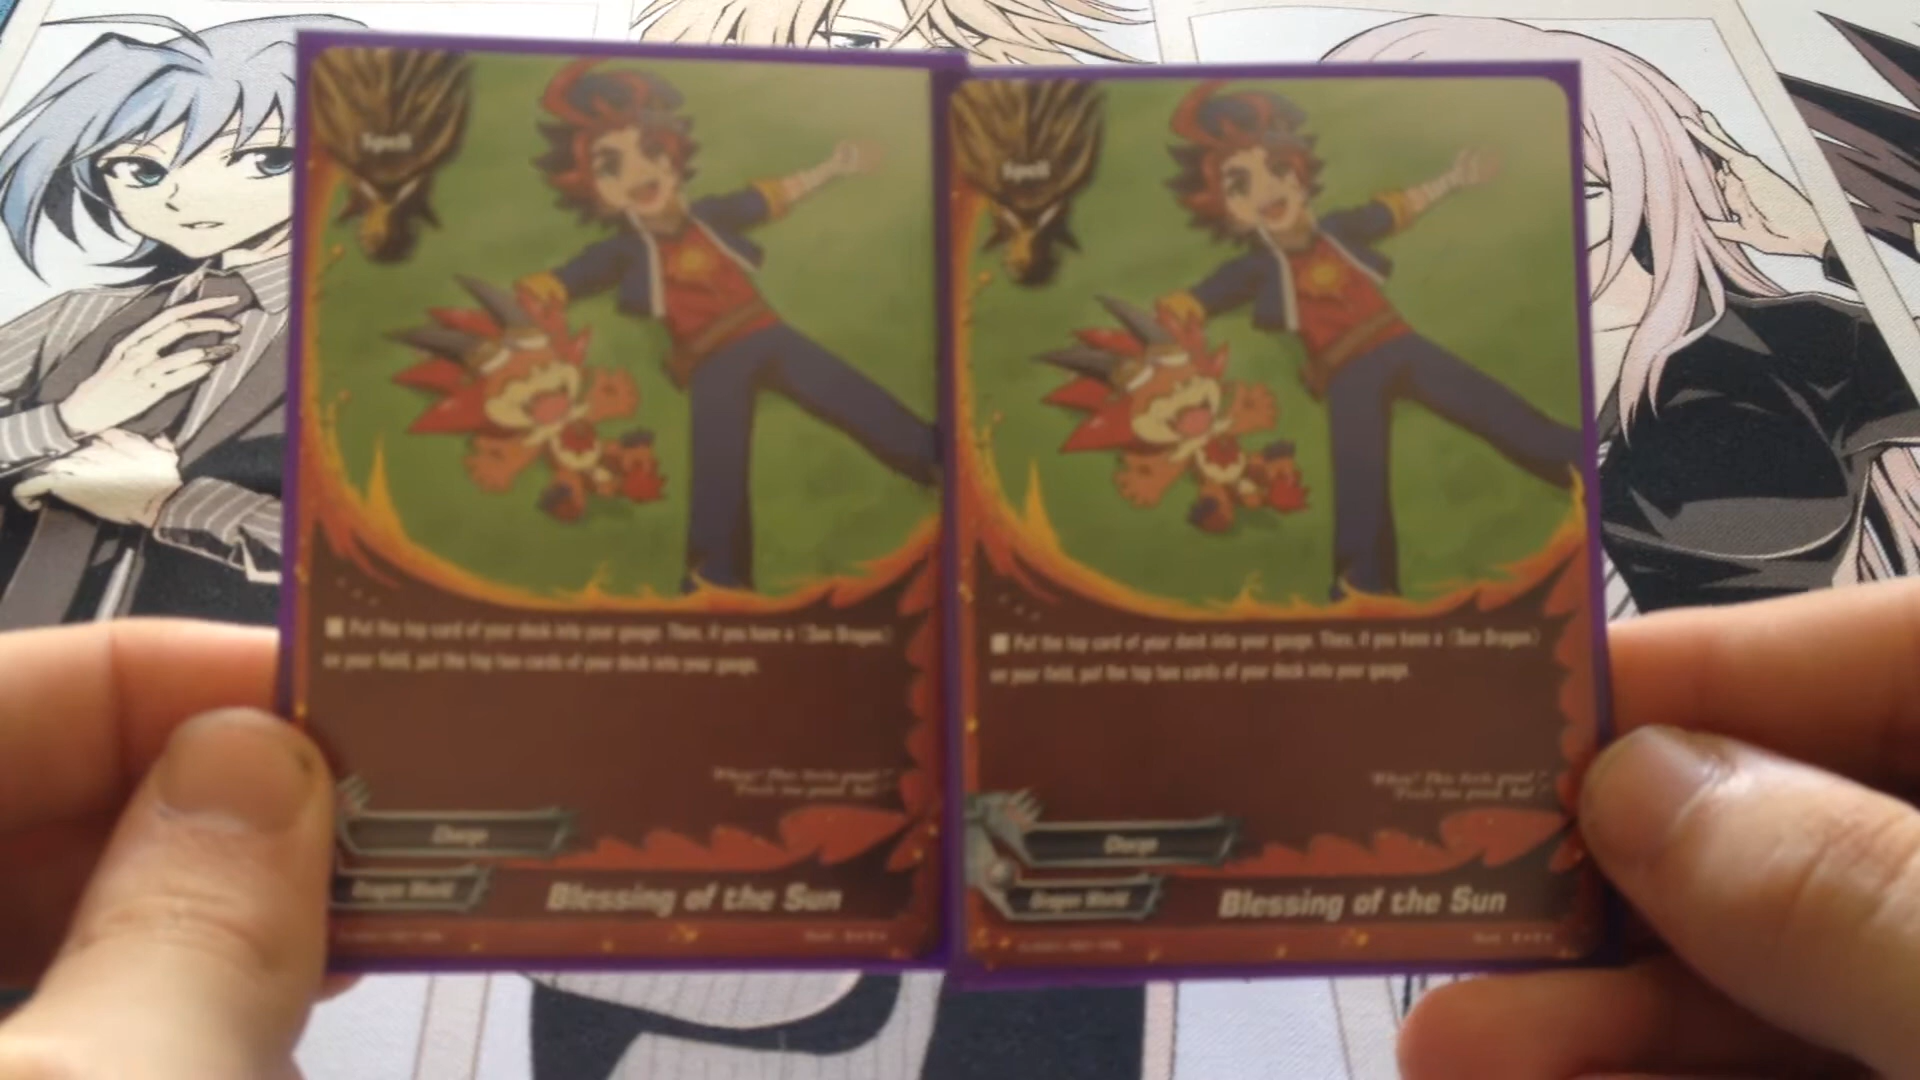 Spell
Put the top card of your deck into your gauge. Then, if you have a 《Sun Dragon》
on your field, put the top two cards of your deck into your gauge.
Charge
Dragon World
Blessing of the Sun
Spell
Put the top card of your deck into your gauge. Then, if you have a 《Sun Dragon》
on your field, put the top two cards of your deck into your gauge.
Charge
Dragon World
Blessing of the Sun